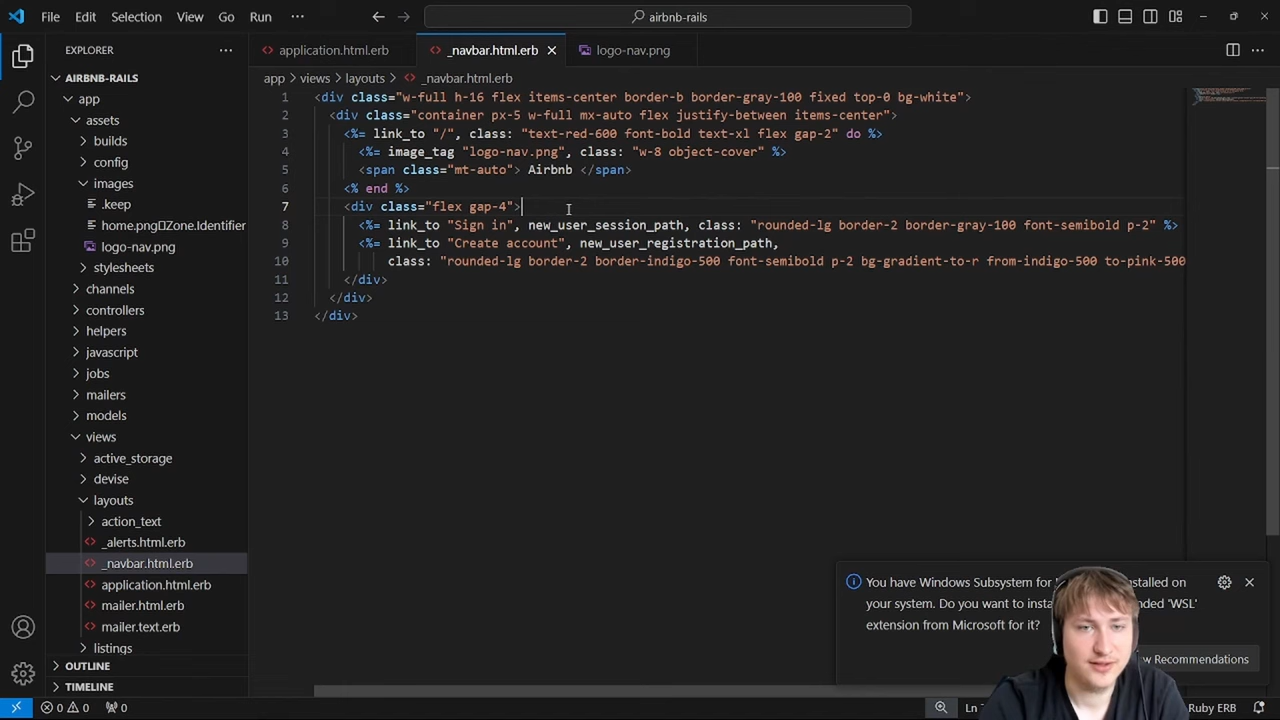 File Edit Selection View Go Run ··· airbnb-rails
EXPLORER ··· application.html.erb _navbar.html.erb logo-nav.png
AIRBNB-RAILS
app
assets
builds
config
images
.keep
home.png▯Zone.Identifier
logo-nav.png
stylesheets
channels
controllers
helpers
javascript
jobs
mailers
models
views
active_storage
devise
layouts
action_text
_alerts.html.erb
_navbar.html.erb
application.html.erb
mailer.html.erb
mailer.text.erb
listings
OUTLINE
TIMELINE
app > views > layouts > _navbar.html.erb
1 <div class="w-full h-16 flex items-center border-b border-gray-100 fixed top-0 bg-white">
2 <div class="container px-5 w-full mx-auto flex justify-between items-center">
3 <%= link_to "/", class: "text-red-600 font-bold text-xl flex gap-2" do %>
4 <%= image_tag "logo-nav.png", class: "w-8 object-cover" %>
5 <span class="mt-auto"> Airbnb </span>
6 <% end %>
7 <div class="flex gap-4">
8 <%= link_to "Sign in", new_user_session_path, class: "rounded-lg border-2 border-gray-100 font-semibold p-2" %>
9 <%= link_to "Create account", new_user_registration_path,
10 class: "rounded-lg border-2 border-indigo-500 font-semibold p-2 bg-gradient-to-r from-indigo-500 to-pink-500
11 </div>
12 </div>
13 </div>
You have Windows Subsystem for installed on
your system. Do you want to ded 'WSL'
extension from Microsoft for it?
Recommendations
0 0 0 Ruby ERB